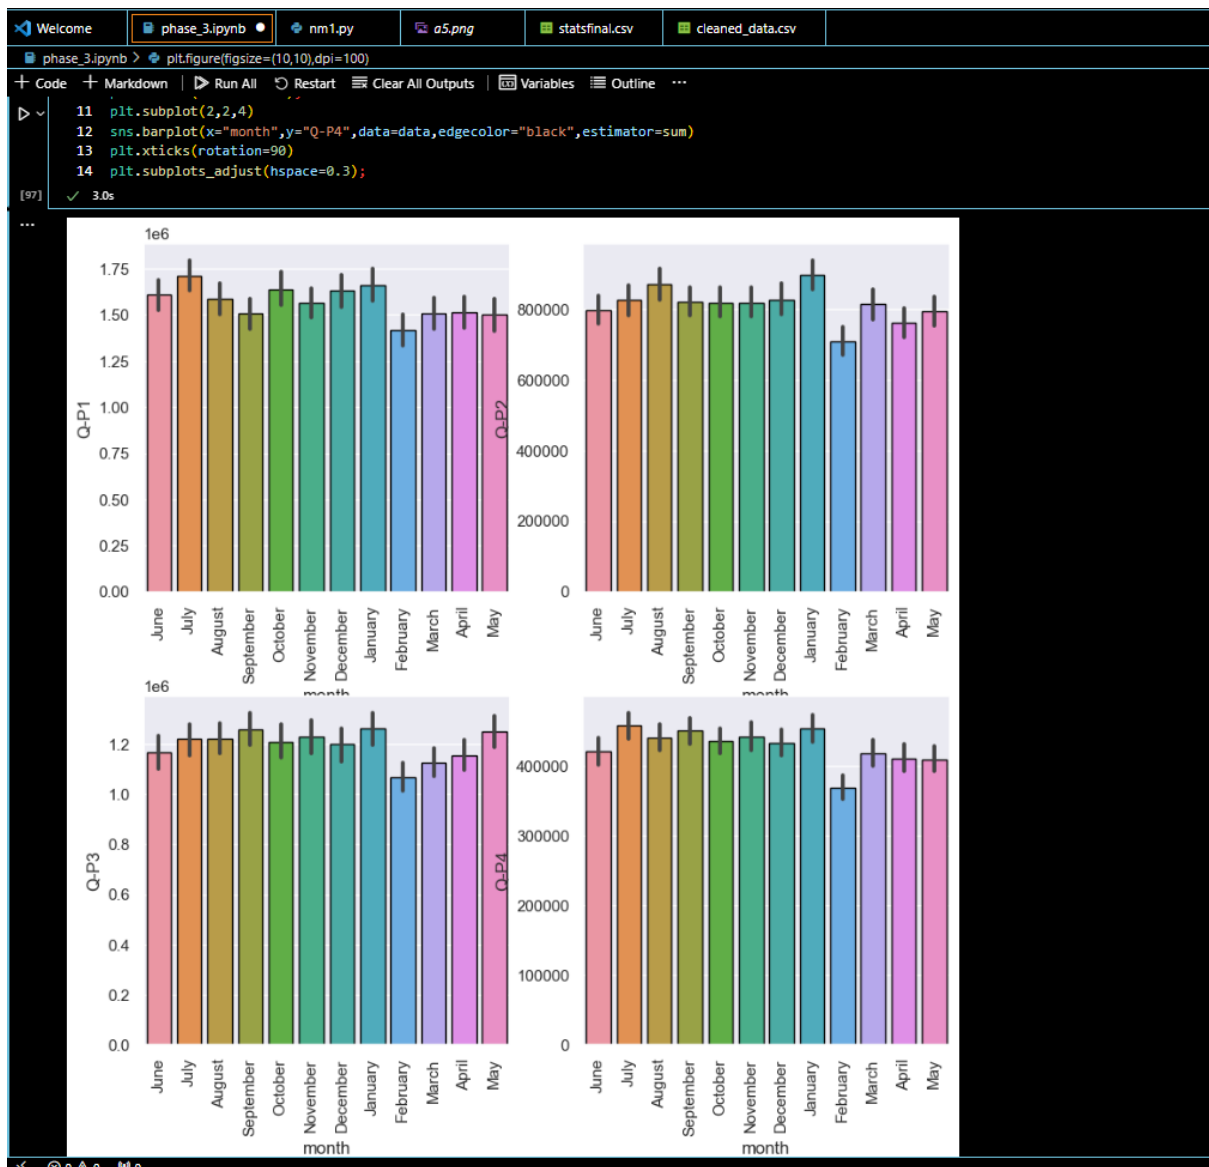 Welcome phase_3.ipynb nm1.py a5.png statsfinal.csv cleaned_data.csv
phase_3.ipynb > plt.figure(figsize=(10,10),dpi=100)
+ Code + Markdown Run All Restart Clear All Outputs Variables Outline ...
11 plt.subplot(2,2,4)
12 sns.barplot(x="month",y="Q-P4",data=data,edgecolor="black",estimator=sum)
13 plt.xticks(rotation=90)
14 plt.subplots_adjust(hspace=0.3);
[97] ✓ 3.0s
...
1e6
1.75
1.50
1.25
1.00
0.75
0.50
0.25
0.00
Q-P1
June July August September October November December January February March April May
month
800000
600000
400000
200000
0
Q-P2
June July August September October November December January February March April May
month
1e6
1.2
1.0
0.8
0.6
0.4
0.2
0.0
Q-P3
June July August September October November December January February March April May
month
400000
300000
200000
100000
0
Q-P4
June July August September October November December January February March April May
month